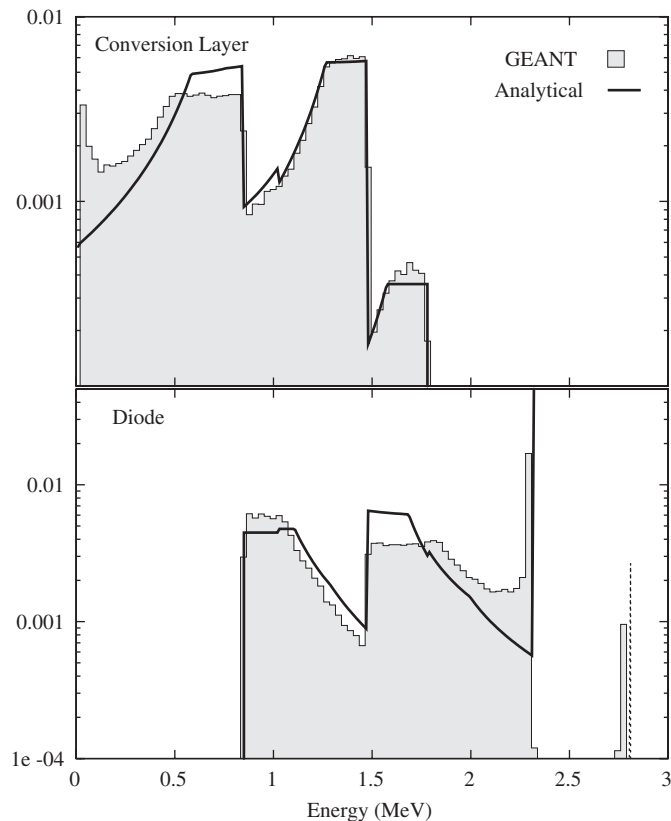 0.01
Conversion Layer
GEANT
Analytical
0.001
Diode
0.01
0.001
1e -04
0 0.5 1 1.5 2 2.5 3
Energy (MeV)